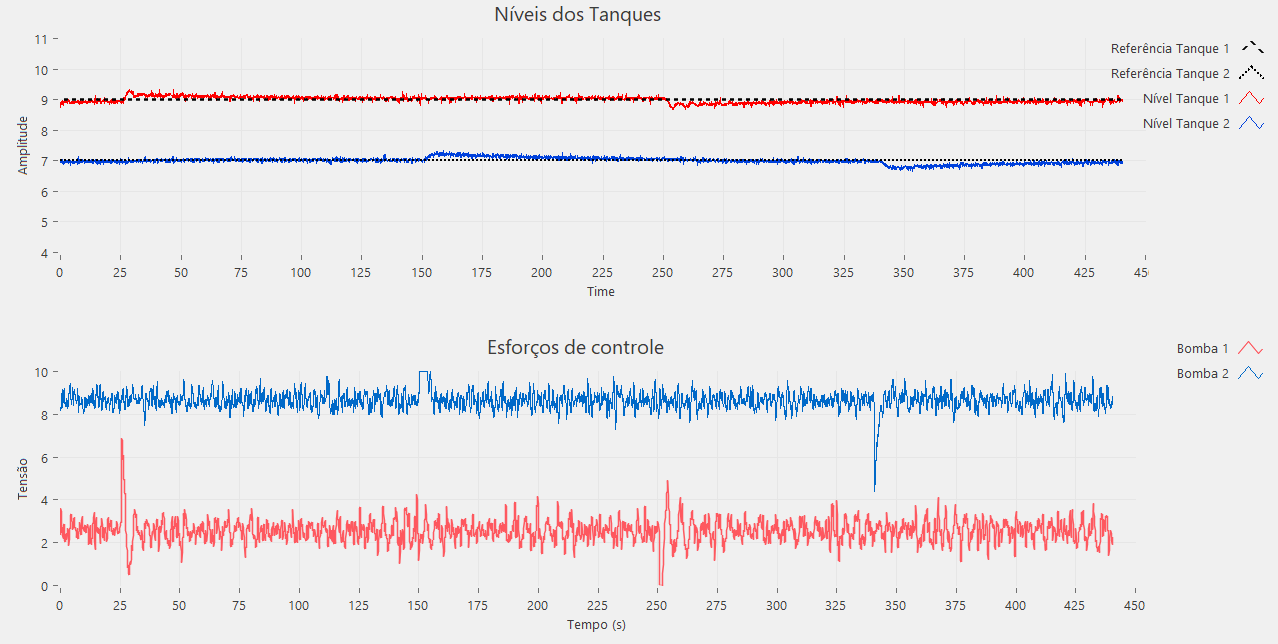 Níveis dos Tanques
11
10
9
8
7
6
5
4
Amplitude
0 25 50 75 100 125 150 175 200 225 250 275 300 325 350 375 400 425 45
Time
Referência Tanque 1
Referência Tanque 2
Nível Tanque 1
Nível Tanque 2
Esforços de controle
10
8
6
4
2
0
Tensão
0 25 50 75 100 125 150 175 200 225 250 275 300 325 350 375 400 425 450
Tempo (s)
Bomba 1
Bomba 2